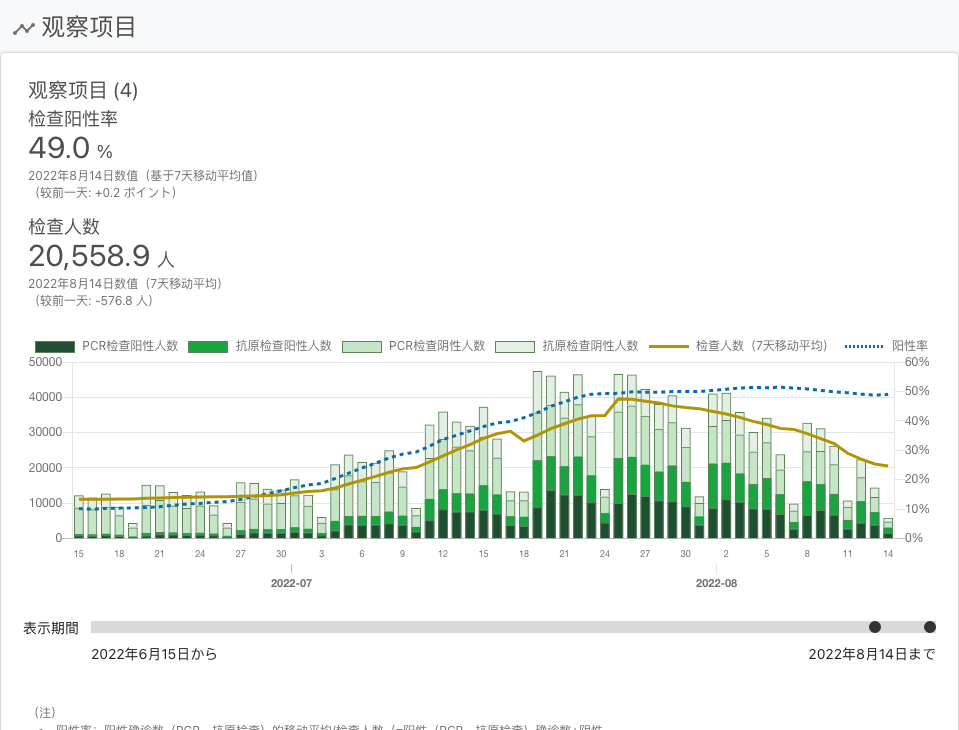 观察项目
观察项目 (4)
检查阳性率
49.0 %
2022年8月14日数值（基于7天移动平均值）
（较前一天: +0.2 ポイント）
检查人数
20,558.9 人
2022年8月14日数值（7天移动平均）
（较前一天: -576.8 人）
PCR检查阳性人数 抗原检查阳性人数 PCR检查阴性人数 抗原检查阴性人数 检查人数（7天移动平均） 阳性率
50000 60%
40000 50%
30000 40%
20000 30%
10000 20%
0 10%
0%
15 18 21 24 27 30 3 6 9 12 15 18 21 24 27 30 2 5 8 11 14
2022-07 2022-08
表示期間
2022年6月15日から 2022年8月14日まで
（注）